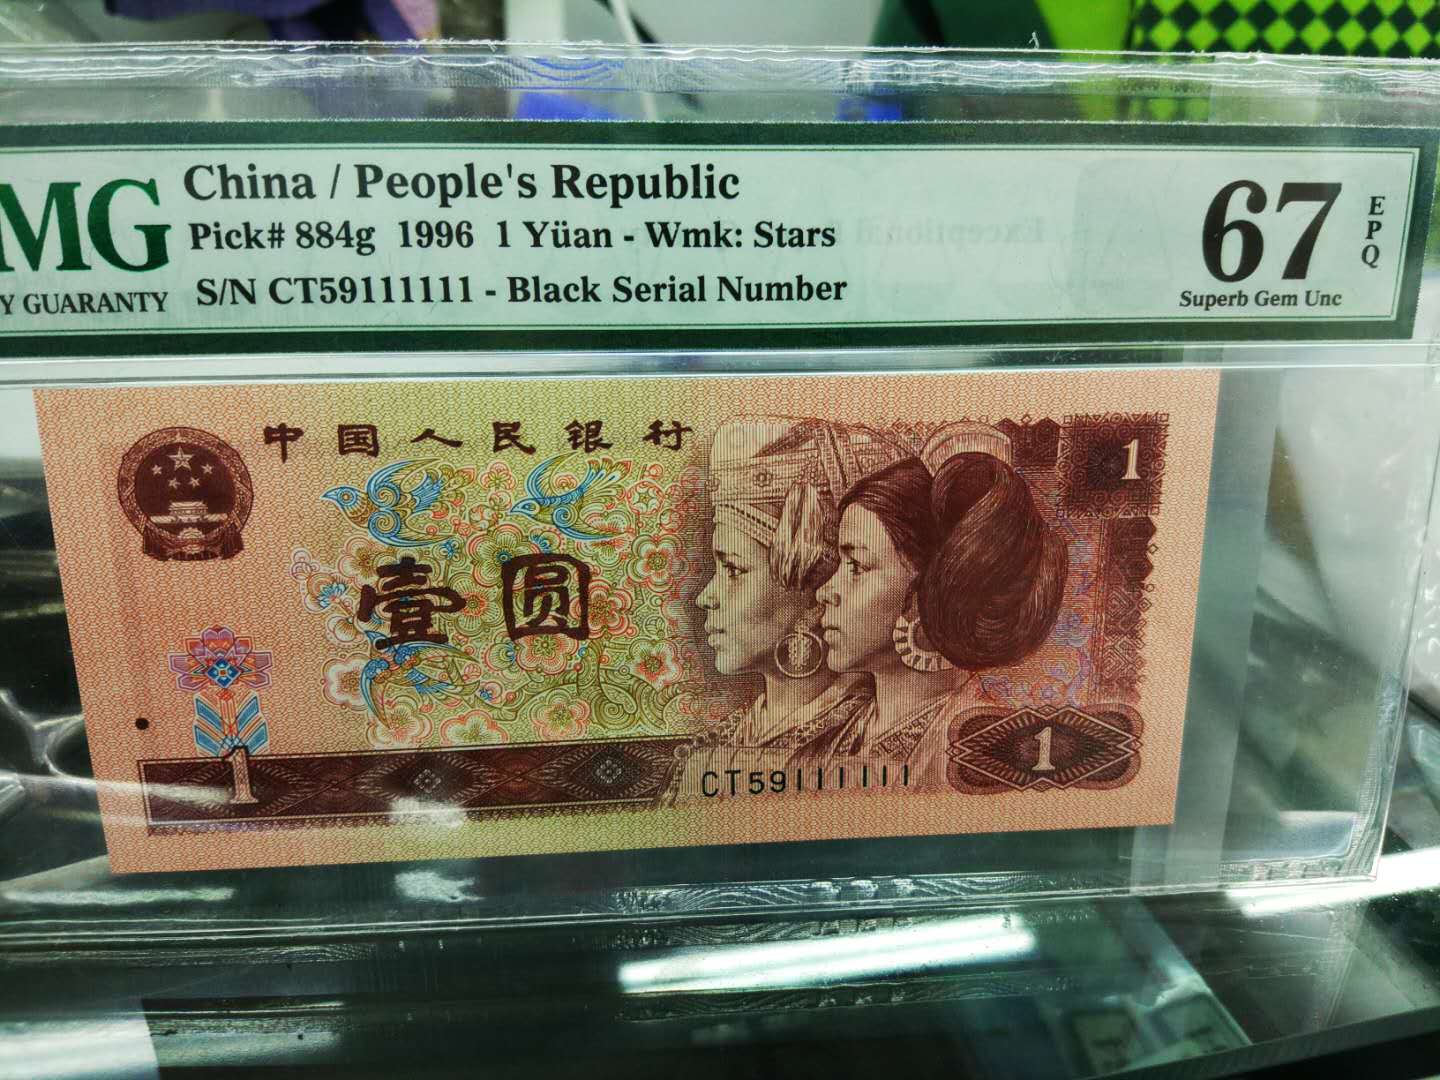 MG
China / People's Republic
Pick# 884g 1996 1 Yüan - Wmk: Stars
Y GUARANTY
S/N CT59111111 - Black Serial Number
67
EPQ
Superb Gem Unc
中国人民银行
1
壹圆
1
1
CT59111111